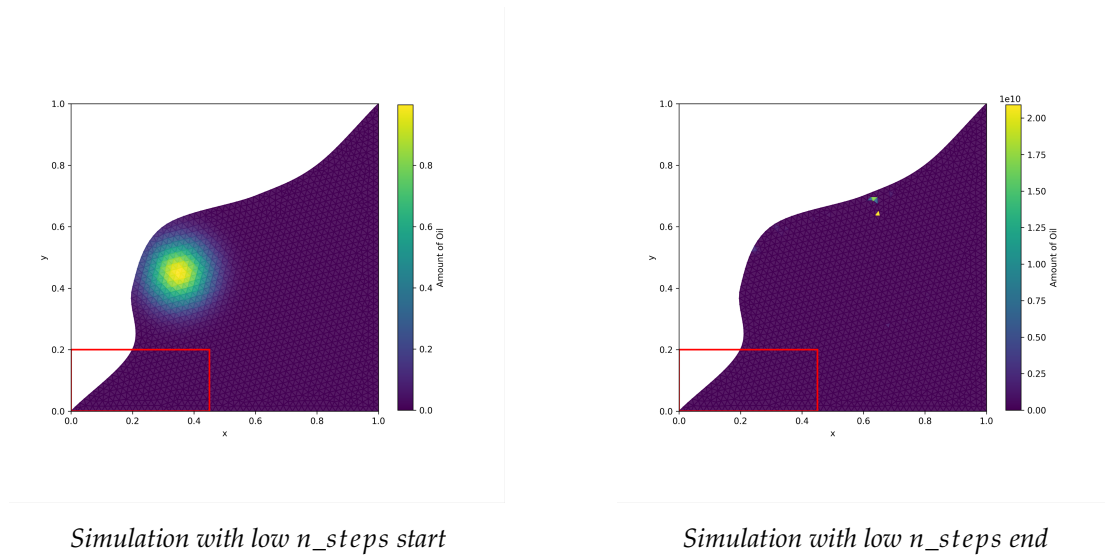 1.0
0.8
0.6
0.4
0.2
0.0
y
0.0 0.2 0.4 0.6 0.8 1.0
x
0.8
0.6
0.4
0.2
0.0
Amount of Oil
Simulation with low n_steps start
1.0
0.8
0.6
0.4
0.2
0.0
y
0.0 0.2 0.4 0.6 0.8 1.0
x
1e10
2.00
1.75
1.50
1.25
1.00
0.75
0.50
0.25
0.00
Amount of Oil
Simulation with low n_steps end